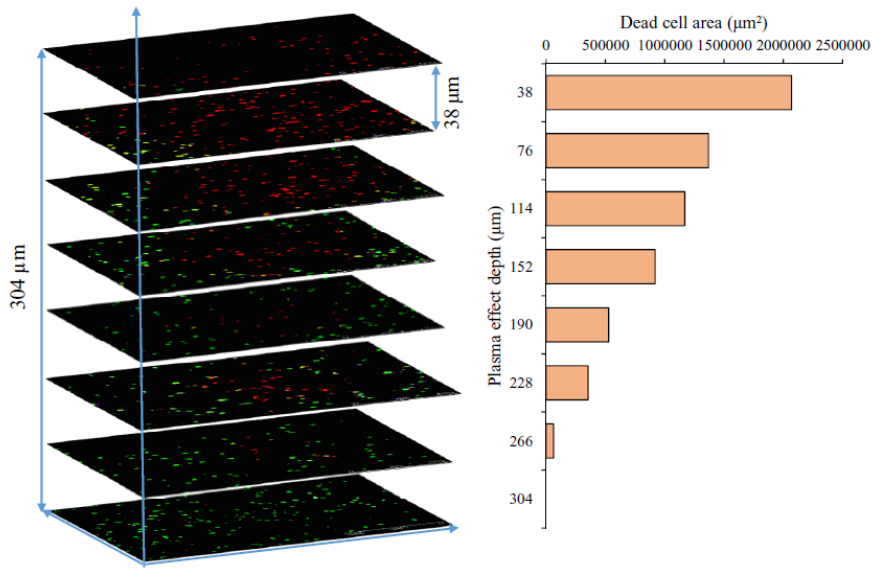 304 μm
38 μm
Dead cell area (μm²)
0 500000 1000000 1500000 2000000 2500000
Plasma effect depth (μm)
38
76
114
152
190
228
266
304